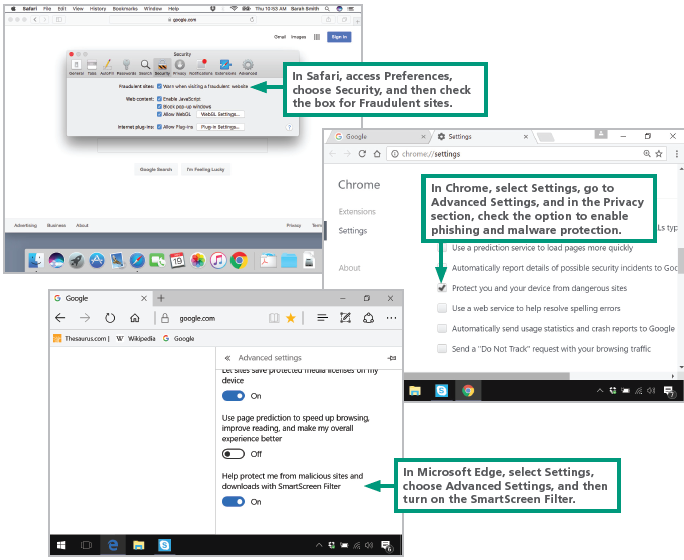 Safari File Edit View History Bookmarks Window Help Thu 10:53 AM Sarah Smith
google.com
Gmail Images Sign in
Security
General Tabs AutoFill Passwords Search Security Privacy Notifications Extensions Advanced
Fraudulent sites: Warn when visiting a fraudulent website
Web content: Enable JavaScript
Block pop-up windows
Allow WebGL WebGL Settings...
Internet plug-ins: Allow Plug-ins Plug-in Settings... ?
Google Search I'm Feeling Lucky
Advertising Business About Privacy Terms
In Safari, access Preferences,
choose Security, and then check
the box for Fraudulent sites.
Google Settings
chrome://settings
Chrome
Extensions
Settings
About
In Chrome, select Settings, go to
Advanced Settings, and in the Privacy
section, check the option to enable
phishing and malware protection.
Use a prediction service to load pages more quickly
Automatically report details of possible security incidents to Goo
Protect you and your device from dangerous sites
Use a web service to help resolve spelling errors
Automatically send usage statistics and crash reports to Google
Send a "Do Not Track" request with your browsing traffic
Google
google.com
Thesaurus.com | W Wikipedia Google
Advanced settings
Let sites save protected media licenses on my
device
On
Use page prediction to speed up browsing,
improve reading, and make my overall
experience better
Off
Help protect me from malicious sites and
downloads with SmartScreen Filter
On
In Microsoft Edge, select Settings,
choose Advanced Settings, and then
turn on the SmartScreen Filter.